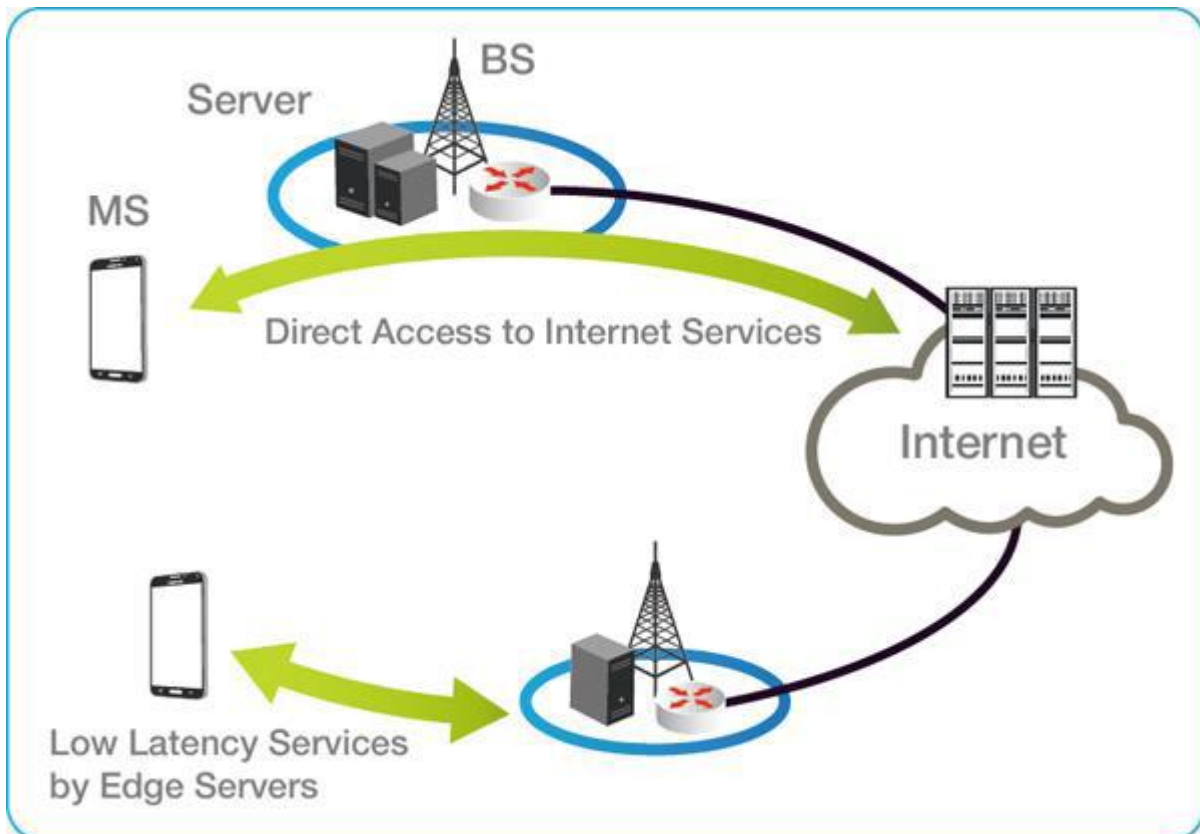 BS
Server
MS
Direct Access to Internet Services
Internet
Low Latency Services
by Edge Servers